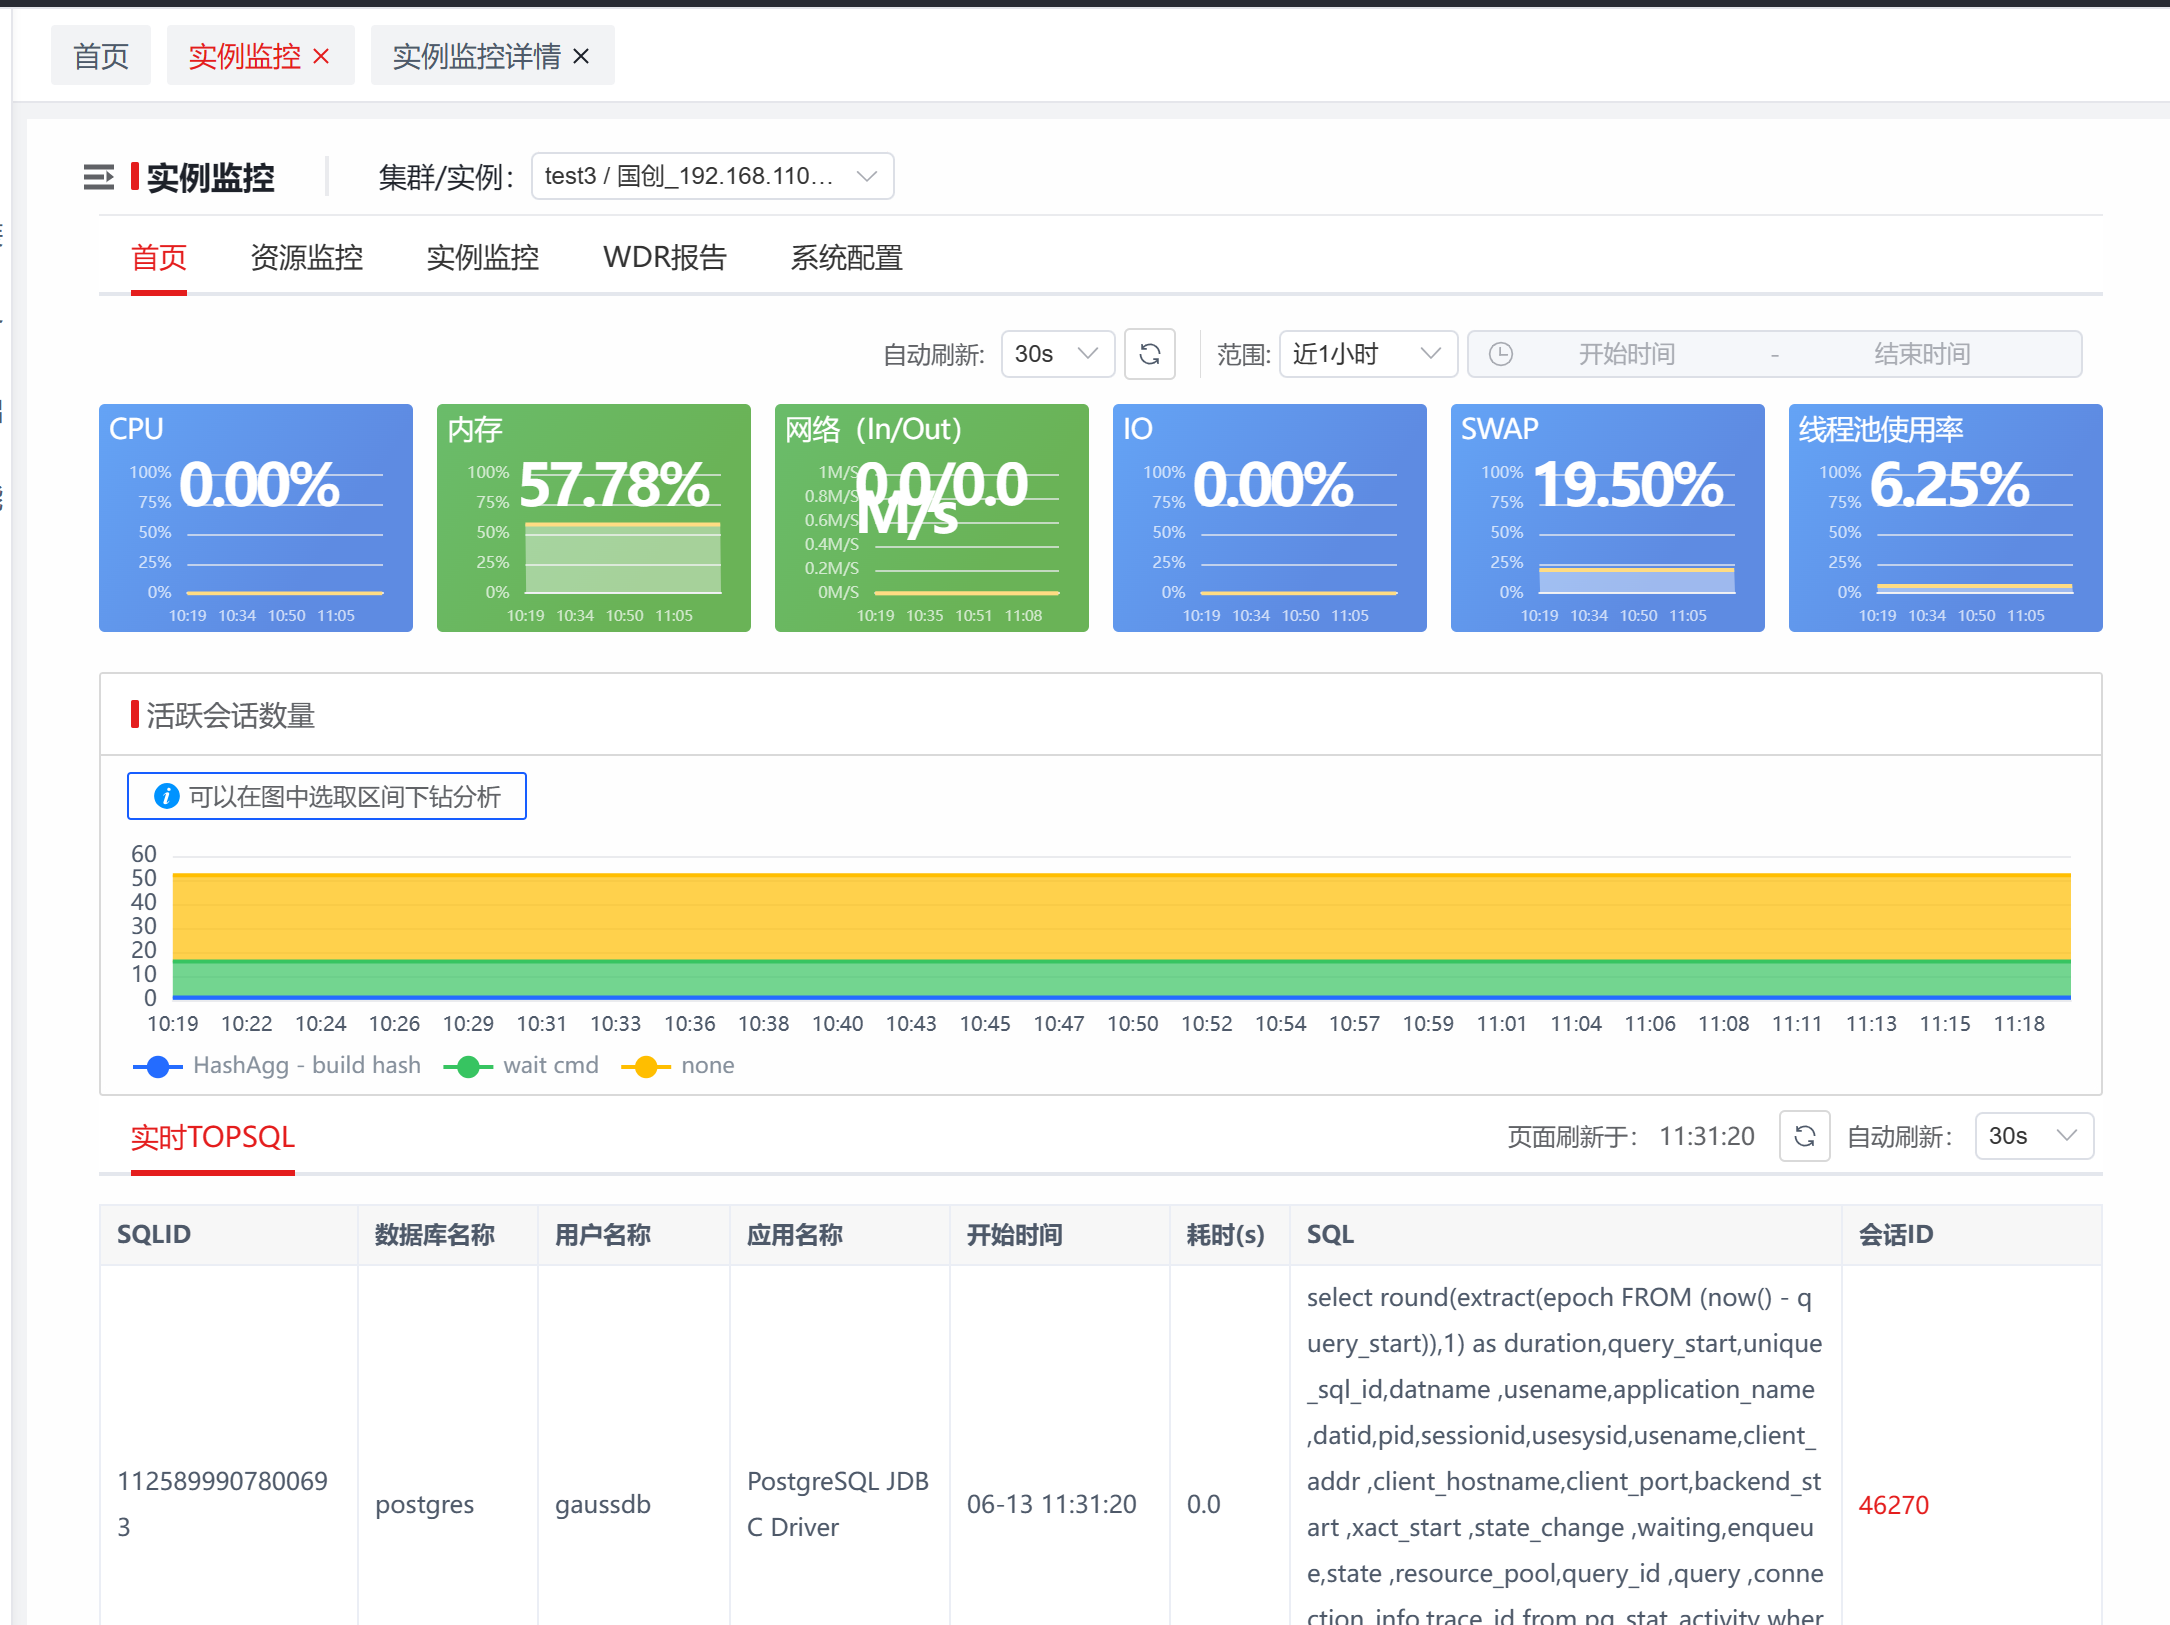 首页
实例监控
实例监控详情
实例监控
集群/实例：
test3 / 国创_192.168.110...
首页
资源监控
实例监控
WDR报告
系统配置
自动刷新:
30s
范围:
近1小时
开始时间
-
结束时间
CPU
0.00%
100%
75%
50%
25%
0%
10:19 10:34 10:50 11:05
内存
57.78%
100%
75%
50%
25%
0%
10:19 10:34 10:50 11:05
网络（In/Out）
0.0/0.0
M/s
1M/S
0.8M/S
0.6M/S
0.4M/S
0.2M/S
0M/S
10:19 10:35 10:51 11:08
IO
0.00%
100%
75%
50%
25%
0%
10:19 10:34 10:50 11:05
SWAP
19.50%
100%
75%
50%
25%
0%
10:19 10:34 10:50 11:05
线程池使用率
6.25%
100%
75%
50%
25%
0%
10:19 10:34 10:50 11:05
活跃会话数量
可以在图中选取区间下钻分析
60
50
40
30
20
10
0
10:19 10:22 10:24 10:26 10:29 10:31 10:33 10:36 10:38 10:40 10:43 10:45 10:47 10:50 10:52 10:54 10:57 10:59 11:01 11:04 11:06 11:08 11:11 11:13 11:15 11:18
HashAgg - build hash
wait cmd
none
实时TOPSQL
页面刷新于： 11:31:20
自动刷新：
30s
SQLID
数据库名称
用户名称
应用名称
开始时间
耗时(s)
SQL
会话ID
112589990780069
3
postgres
gaussdb
PostgreSQL JDB
C Driver
06-13 11:31:20
0.0
select round(extract(epoch FROM (now() - q
uery_start)),1) as duration,query_start,unique
_sql_id,datname ,usename,application_name
,datid,pid,sessionid,usesysid,usename,client_
addr ,client_hostname,client_port,backend_st
art ,xact_start ,state_change ,waiting,enqueu
e,state ,resource_pool,query_id ,query ,conne
ction_info,trace_id from pg_stat_activity wher
46270